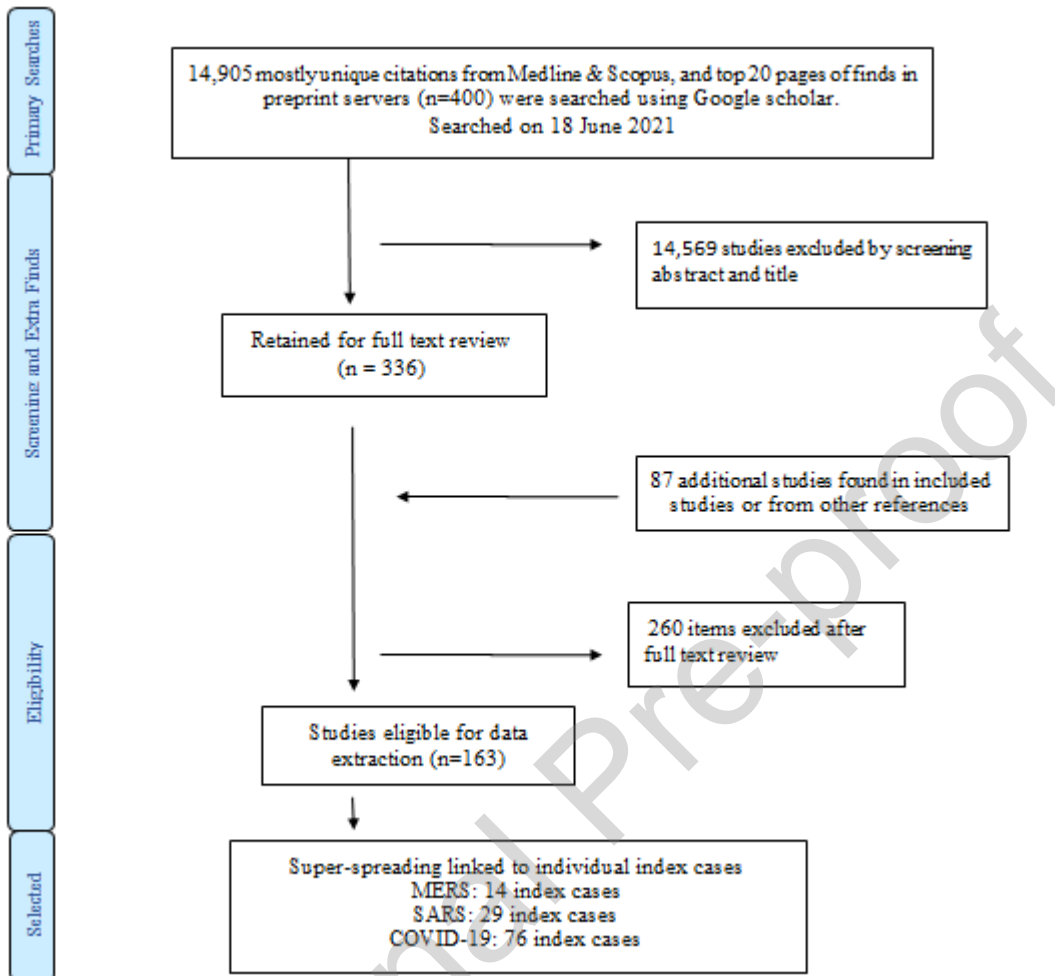 Primary Searches
14,905 mostly unique citations from Medline & Scopus, and top 20 pages of finds in
preprint servers (n=400) were searched using Google scholar.
Searched on 18 June 2021
Screening and Extra Finds
14,569 studies excluded by screening
abstract and title
Retained for full text review
(n = 336)
87 additional studies found in included
studies or from other references
Eligibility
260 items excluded after
full text review
Studies eligible for data
extraction (n=163)
Selected
Super-spreading linked to individual index cases
MERS: 14 index cases
SARS: 29 index cases
COVID-19: 76 index cases
nal Pre-proof